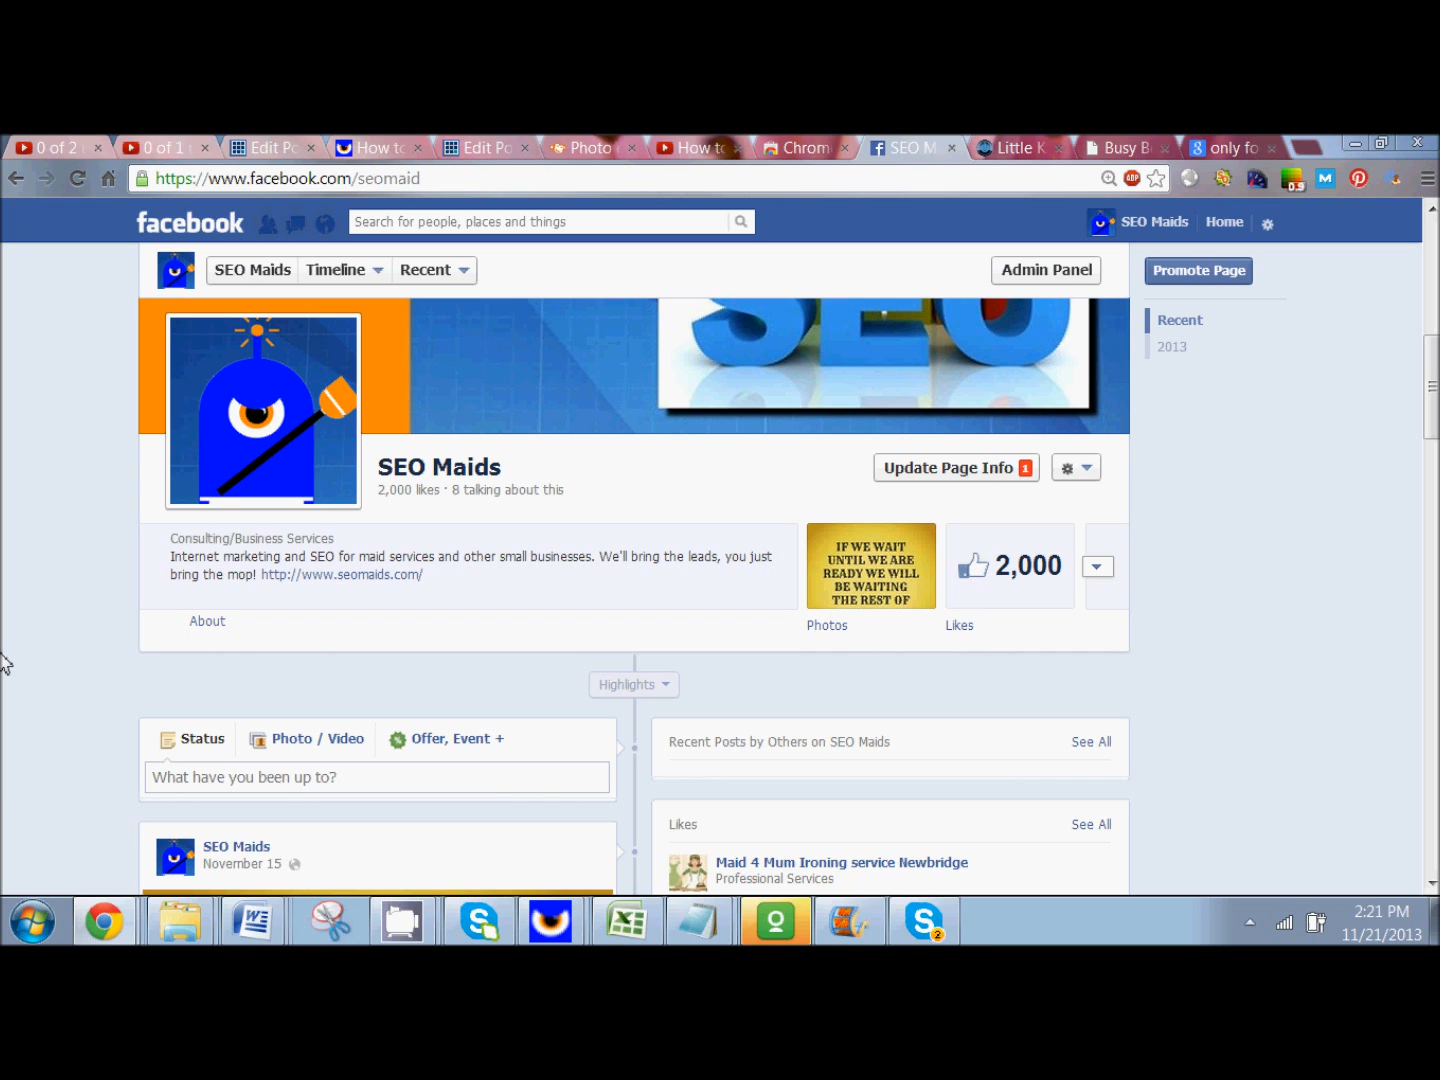 0 of 2
0 of 1
Edit Po
How to
Edit Po
Photo
How to
Chrom
SEO M
Little K
Busy B
only fo
https://www.facebook.com/seomaid
ABP
0.5
M
facebook
Search for people, places and things
SEO Maids
Home
SEO Maids
Timeline
Recent
Admin Panel
Promote Page
Recent
2013
SEO
SEO Maids
2,000 likes · 8 talking about this
Update Page Info 1
Consulting/Business Services
Internet marketing and SEO for maid services and other small businesses. We'll bring the leads, you just
bring the mop! http://www.seomaids.com/
About
IF WE WAIT
UNTIL WE ARE
READY WE WILL
BE WAITING
THE REST OF
Photos
2,000
Likes
Highlights
Status
Photo / Video
Offer, Event +
What have you been up to?
Recent Posts by Others on SEO Maids
See All
SEO Maids
November 15
Likes
See All
Maid 4 Mum Ironing service Newbridge
Professional Services
2
2:21 PM
11/21/2013